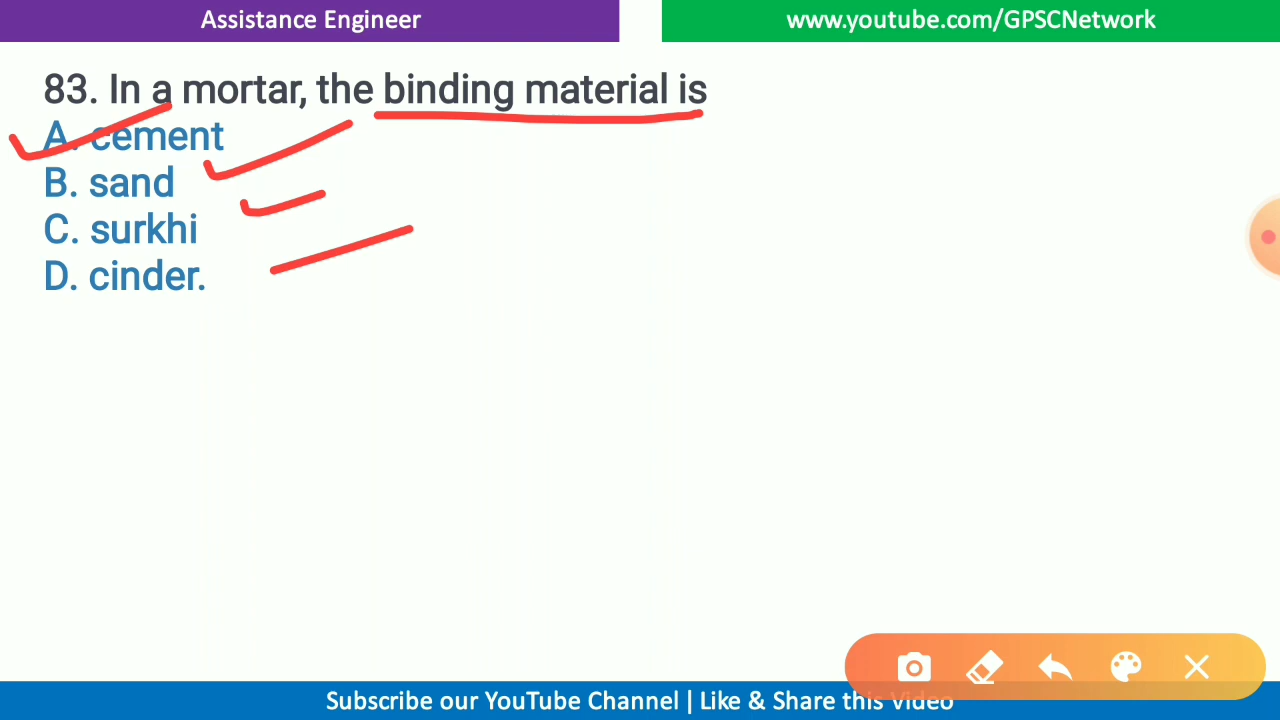 Assistance Engineer
www.youtube.com/GPSCNetwork
83. In a mortar, the binding material is
A. cement
B. sand
C. surkhi
D. cinder.
Subscribe our YouTube Channel | Like & Share this Video